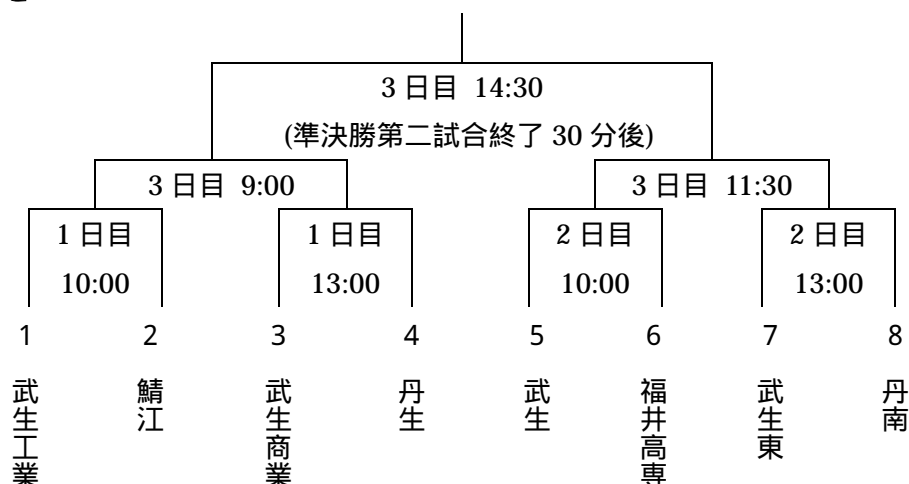 3日目 14:30
(準決勝第二試合終了30分後)
3日目 9:00
3日目 11:30
1日目
10:00
1日目
13:00
2日目
10:00
2日目
13:00
1
2
3
4
5
6
7
8
武生工業
鯖江
武生商業
丹生
武生
福井高専
武生東
丹南